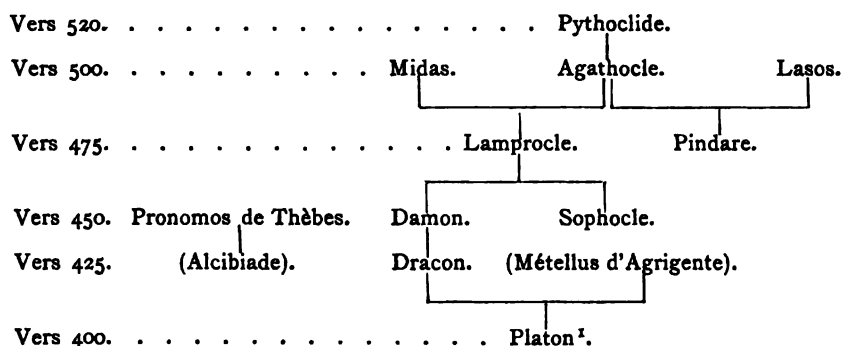 Vers 520. . . . . . . . . . . . . . . . Pythoclide.
Vers 500. . . . . . . . . . . Midas. Agathocle. Lasos.
Vers 475. . . . . . . . . . . . . Lamprocle. Pindare.
Vers 450. Pronomos de Thèbes. Damon. Sophocle.
Vers 425. (Alcibiade). Dracon. (Métellus d'Agrigente).
Vers 400. . . . . . . . . . . . . . . Platon¹.